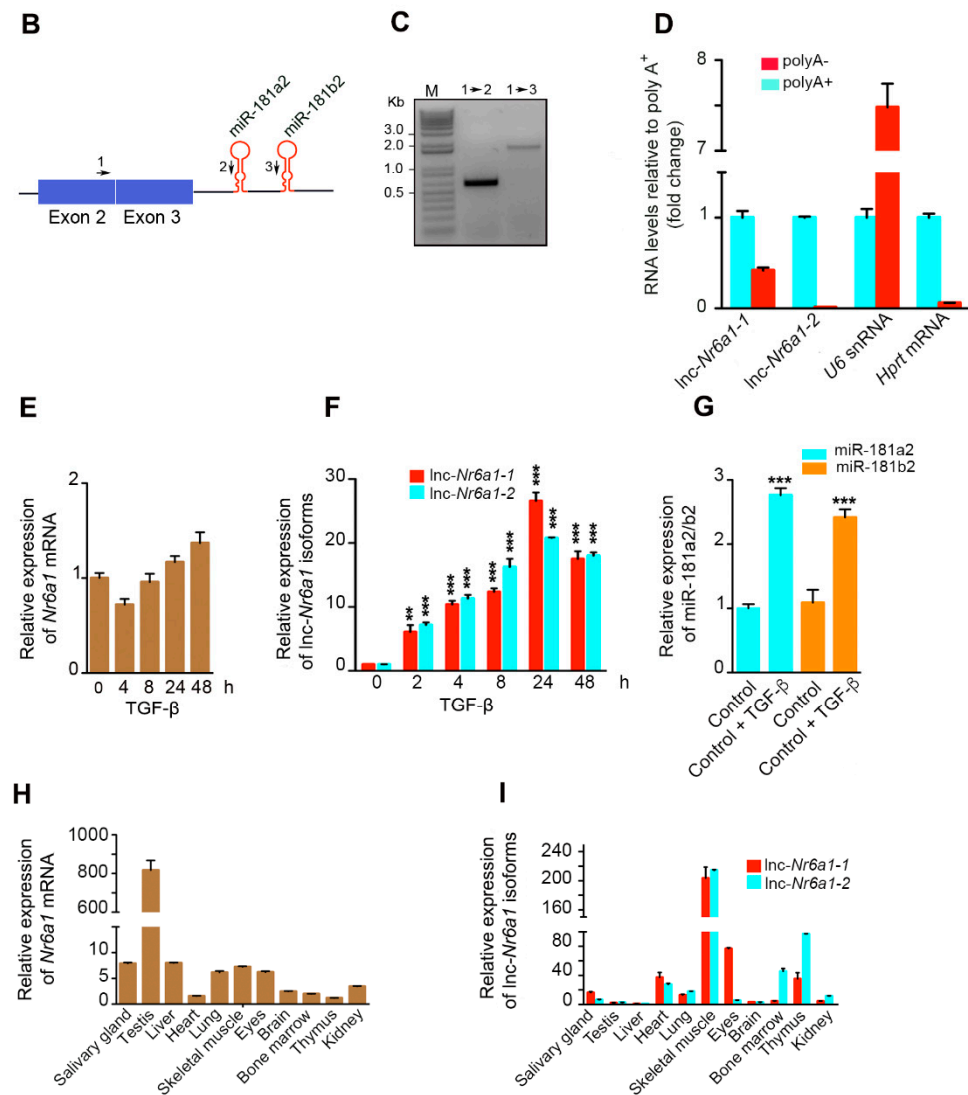 B
miR-181a2
miR-181b2
1
2
3
Exon 2
Exon 3
C
M
1→2
1→3
Kb
3.0
2.0
1.0
0.5
D
RNA levels relative to poly A+
(fold change)
8
1
0
polyA-
polyA+
lnc-Nr6a1-1
lnc-Nr6a1-2
U6 snRNA
Hprt mRNA
E
Relative expression
of Nr6a1 mRNA
2
1
0
0 4 8 24 48 h
TGF-β
F
Relative expression
of lnc-Nr6a1 isoforms
30
20
10
0
lnc-Nr6a1-1
lnc-Nr6a1-2
** *** *** *** *** *** *** *** *** ***
0 2 4 8 24 48 h
TGF-β
G
miR-181a2
miR-181b2
Relative expression
of miR-181a2/b2
3
2
1
0
*** ***
Control
Control + TGF-β
Control
Control + TGF-β
H
Relative expression
of Nr6a1 mRNA
1000
800
600
10
5
0
Salivary gland
Testis
Liver
Heart
Lung
Skeletal muscle
Eyes
Brain
Bone marrow
Thymus
Kidney
I
Relative expression
of lnc-Nr6a1 isoforms
240
200
160
120
80
40
0
lnc-Nr6a1-1
lnc-Nr6a1-2
Salivary gland
Testis
Liver
Heart
Lung
Skeletal muscle
Eyes
Brain
Bone marrow
Thymus
Kidney